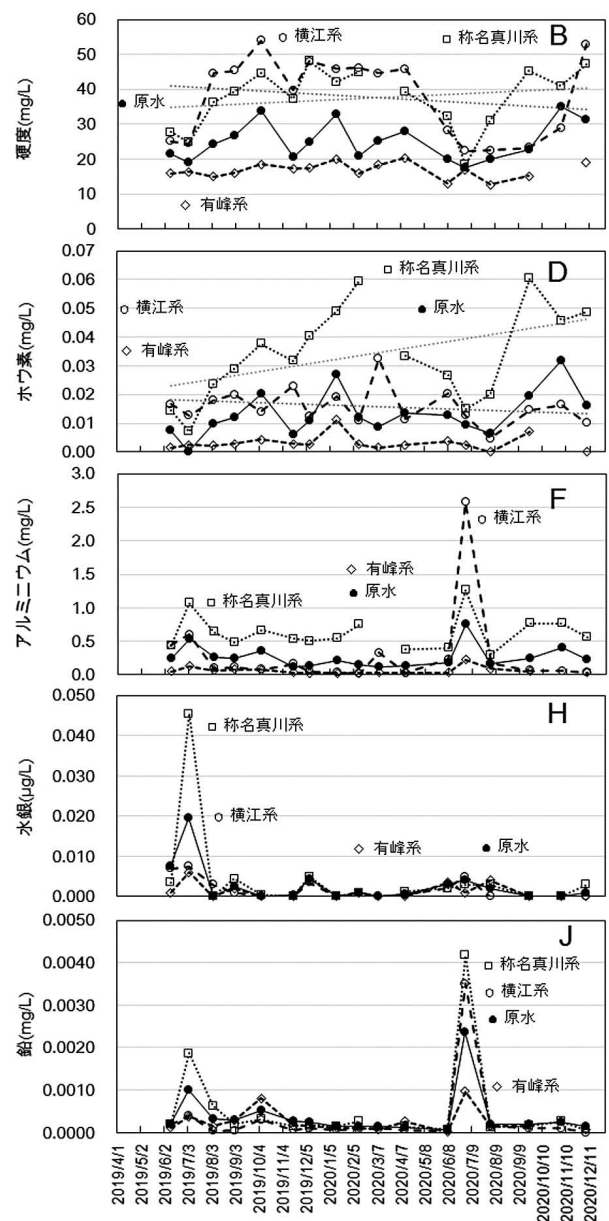 B
横江系
称名真川系
原水
有峰系
硬度(mg/L)
60
50
40
30
20
10
0
D
称名真川系
横江系
原水
有峰系
ホウ素(mg/L)
0.07
0.06
0.05
0.04
0.03
0.02
0.01
0.00
F
横江系
有峰系
原水
称名真川系
アルミニウム(mg/L)
3.0
2.5
2.0
1.5
1.0
0.5
0.0
H
称名真川系
横江系
有峰系
原水
水銀(μg/L)
0.050
0.040
0.030
0.020
0.010
0.000
J
称名真川系
横江系
原水
有峰系
鉛(mg/L)
0.0050
0.0040
0.0030
0.0020
0.0010
0.0000
2019/4/1
2019/5/2
2019/6/2
2019/7/3
2019/8/3
2019/9/3
2019/10/4
2019/11/4
2019/12/5
2020/1/5
2020/2/5
2020/3/7
2020/4/7
2020/5/8
2020/6/8
2020/7/9
2020/8/9
2020/9/9
2020/10/10
2020/11/10
2020/12/11